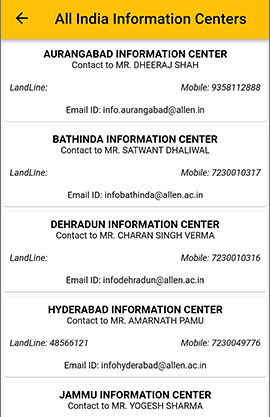 All India Information Centers
AURANGABAD INFORMATION CENTER
Contact to MR. DHEERAJ SHAH
LandLine: Mobile: 9358112888
Email ID: info.aurangabad@allen.in
BATHINDA INFORMATION CENTER
Contact to MR. SATWANT DHALIWAL
LandLine: Mobile: 7230010317
Email ID: infobathinda@allen.ac.in
DEHRADUN INFORMATION CENTER
Contact to MR. CHARAN SINGH VERMA
LandLine: Mobile: 7230010316
Email ID: infodehradun@allen.ac.in
HYDERABAD INFORMATION CENTER
Contact to MR. AMARNATH PAMU
LandLine: 48566121 Mobile: 7230049776
Email ID: infohyderabad@allen.ac.in
JAMMU INFORMATION CENTER
Contact to MR. YOGESH SHARMA